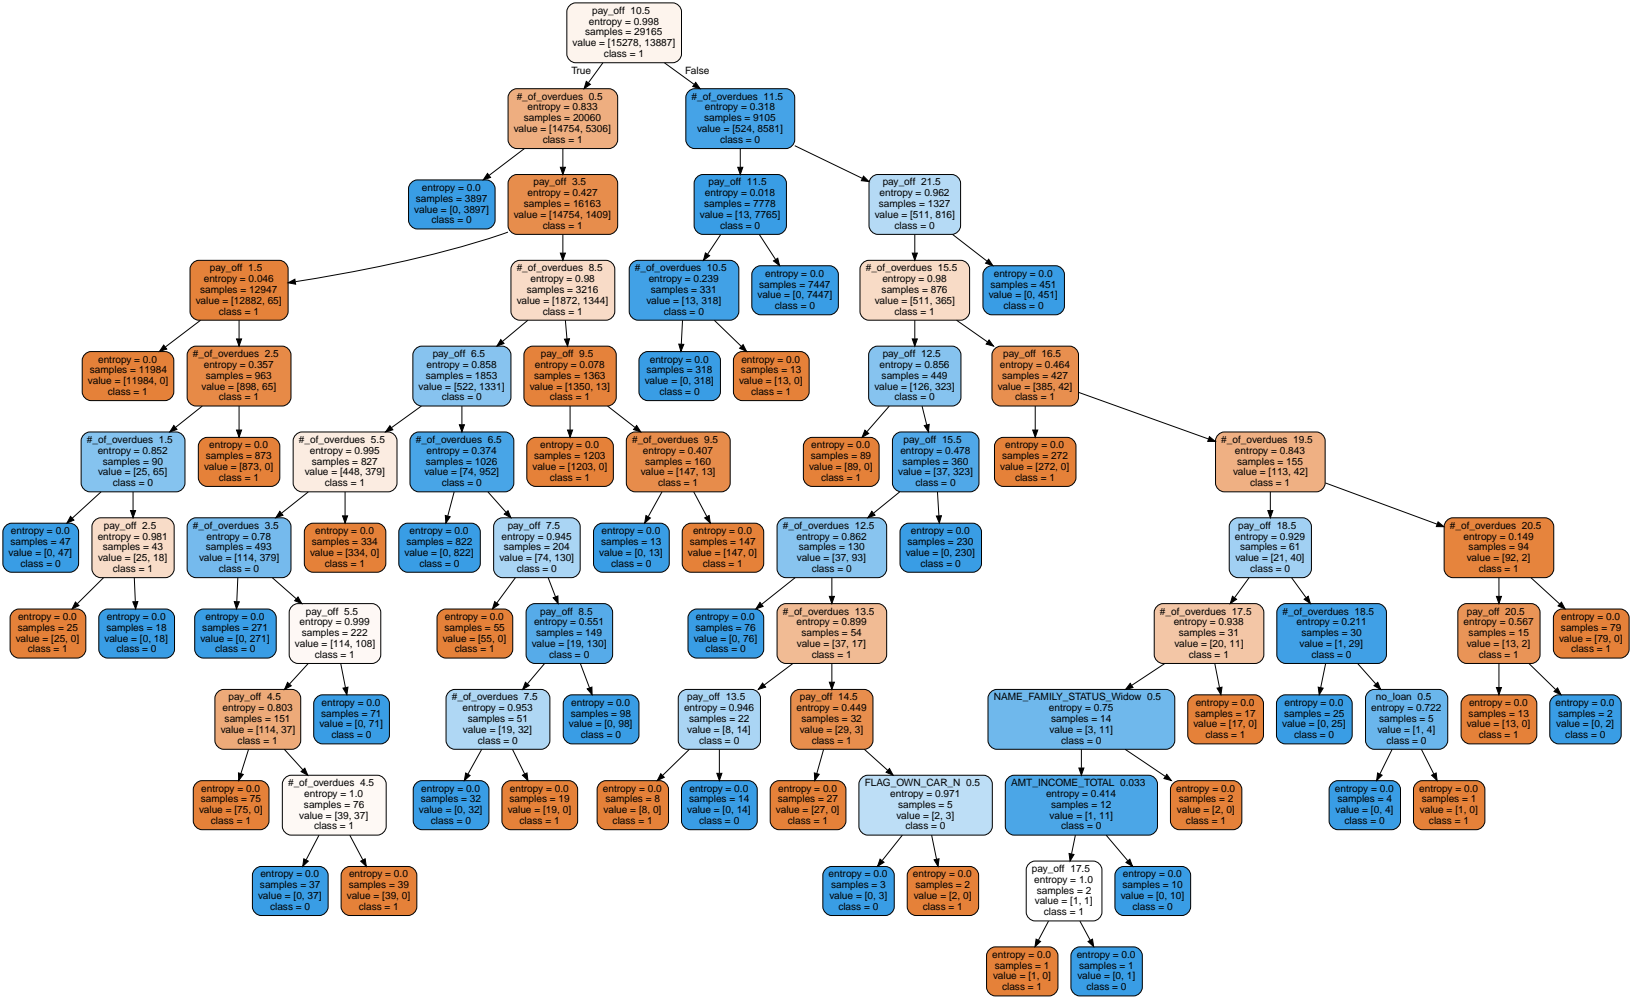 pay_off 10.5
entropy = 0.998
samples = 29165
value = [15278, 13887]
class = 1
True
False
#_of_overdues 0.5
entropy = 0.833
samples = 20060
value = [14754, 5306]
class = 1
#_of_overdues 11.5
entropy = 0.318
samples = 9105
value = [524, 8581]
class = 0
entropy = 0.0
samples = 3897
value = [0, 3897]
class = 0
pay_off 3.5
entropy = 0.427
samples = 16163
value = [14754, 1409]
class = 1
pay_off 11.5
entropy = 0.018
samples = 7778
value = [13, 7765]
class = 0
pay_off 21.5
entropy = 0.962
samples = 1327
value = [511, 816]
class = 0
pay_off 1.5
entropy = 0.046
samples = 12947
value = [12882, 65]
class = 1
#_of_overdues 8.5
entropy = 0.98
samples = 3216
value = [1872, 1344]
class = 1
#_of_overdues 10.5
entropy = 0.239
samples = 331
value = [13, 318]
class = 0
entropy = 0.0
samples = 7447
value = [0, 7447]
class = 0
#_of_overdues 15.5
entropy = 0.98
samples = 876
value = [511, 365]
class = 1
entropy = 0.0
samples = 451
value = [0, 451]
class = 0
entropy = 0.0
samples = 11984
value = [11984, 0]
class = 1
#_of_overdues 2.5
entropy = 0.357
samples = 963
value = [898, 65]
class = 1
pay_off 6.5
entropy = 0.858
samples = 1853
value = [522, 1331]
class = 0
pay_off 9.5
entropy = 0.078
samples = 1363
value = [1350, 13]
class = 1
entropy = 0.0
samples = 318
value = [0, 318]
class = 0
entropy = 0.0
samples = 13
value = [13, 0]
class = 1
pay_off 12.5
entropy = 0.856
samples = 449
value = [126, 323]
class = 0
pay_off 16.5
entropy = 0.464
samples = 427
value = [385, 42]
class = 1
#_of_overdues 1.5
entropy = 0.852
samples = 90
value = [25, 65]
class = 0
entropy = 0.0
samples = 873
value = [873, 0]
class = 1
#_of_overdues 5.5
entropy = 0.995
samples = 827
value = [448, 379]
class = 1
#_of_overdues 6.5
entropy = 0.374
samples = 1026
value = [74, 952]
class = 0
entropy = 0.0
samples = 1203
value = [1203, 0]
class = 1
#_of_overdues 9.5
entropy = 0.407
samples = 160
value = [147, 13]
class = 1
entropy = 0.0
samples = 89
value = [89, 0]
class = 1
pay_off 15.5
entropy = 0.478
samples = 360
value = [37, 323]
class = 0
entropy = 0.0
samples = 272
value = [272, 0]
class = 1
#_of_overdues 19.5
entropy = 0.843
samples = 155
value = [113, 42]
class = 1
entropy = 0.0
samples = 47
value = [0, 47]
class = 0
pay_off 2.5
entropy = 0.981
samples = 43
value = [25, 18]
class = 1
#_of_overdues 3.5
entropy = 0.78
samples = 493
value = [114, 379]
class = 0
entropy = 0.0
samples = 334
value = [334, 0]
class = 1
entropy = 0.0
samples = 822
value = [0, 822]
class = 0
pay_off 7.5
entropy = 0.945
samples = 204
value = [74, 130]
class = 0
entropy = 0.0
samples = 13
value = [0, 13]
class = 0
entropy = 0.0
samples = 147
value = [147, 0]
class = 1
#_of_overdues 12.5
entropy = 0.862
samples = 130
value = [37, 93]
class = 0
entropy = 0.0
samples = 230
value = [0, 230]
class = 0
pay_off 18.5
entropy = 0.929
samples = 61
value = [21, 40]
class = 0
#_of_overdues 20.5
entropy = 0.149
samples = 94
value = [92, 2]
class = 1
entropy = 0.0
samples = 25
value = [25, 0]
class = 1
entropy = 0.0
samples = 18
value = [0, 18]
class = 0
entropy = 0.0
samples = 271
value = [0, 271]
class = 0
pay_off 5.5
entropy = 0.999
samples = 222
value = [114, 108]
class = 1
entropy = 0.0
samples = 55
value = [55, 0]
class = 1
pay_off 8.5
entropy = 0.551
samples = 149
value = [19, 130]
class = 0
entropy = 0.0
samples = 76
value = [0, 76]
class = 0
#_of_overdues 13.5
entropy = 0.899
samples = 54
value = [37, 17]
class = 1
#_of_overdues 17.5
entropy = 0.938
samples = 31
value = [20, 11]
class = 1
#_of_overdues 18.5
entropy = 0.211
samples = 30
value = [1, 29]
class = 0
pay_off 20.5
entropy = 0.567
samples = 15
value = [13, 2]
class = 1
entropy = 0.0
samples = 79
value = [79, 0]
class = 1
pay_off 4.5
entropy = 0.803
samples = 151
value = [114, 37]
class = 1
entropy = 0.0
samples = 71
value = [0, 71]
class = 0
#_of_overdues 7.5
entropy = 0.953
samples = 51
value = [19, 32]
class = 0
entropy = 0.0
samples = 98
value = [0, 98]
class = 0
pay_off 13.5
entropy = 0.946
samples = 22
value = [8, 14]
class = 0
pay_off 14.5
entropy = 0.449
samples = 32
value = [29, 3]
class = 1
NAME_FAMILY_STATUS_Widow 0.5
entropy = 0.75
samples = 14
value = [3, 11]
class = 0
entropy = 0.0
samples = 17
value = [17, 0]
class = 1
entropy = 0.0
samples = 25
value = [0, 25]
class = 0
no_loan 0.5
entropy = 0.722
samples = 5
value = [1, 4]
class = 0
entropy = 0.0
samples = 13
value = [13, 0]
class = 1
entropy = 0.0
samples = 2
value = [0, 2]
class = 0
entropy = 0.0
samples = 75
value = [75, 0]
class = 1
#_of_overdues 4.5
entropy = 1.0
samples = 76
value = [39, 37]
class = 1
entropy = 0.0
samples = 32
value = [0, 32]
class = 0
entropy = 0.0
samples = 19
value = [19, 0]
class = 1
entropy = 0.0
samples = 8
value = [8, 0]
class = 1
entropy = 0.0
samples = 14
value = [0, 14]
class = 0
entropy = 0.0
samples = 27
value = [27, 0]
class = 1
FLAG_OWN_CAR_N 0.5
entropy = 0.971
samples = 5
value = [2, 3]
class = 0
AMT_INCOME_TOTAL 0.033
entropy = 0.414
samples = 12
value = [1, 11]
class = 0
entropy = 0.0
samples = 2
value = [2, 0]
class = 1
entropy = 0.0
samples = 4
value = [0, 4]
class = 0
entropy = 0.0
samples = 1
value = [1, 0]
class = 1
entropy = 0.0
samples = 37
value = [0, 37]
class = 0
entropy = 0.0
samples = 39
value = [39, 0]
class = 1
entropy = 0.0
samples = 3
value = [0, 3]
class = 0
entropy = 0.0
samples = 2
value = [2, 0]
class = 1
pay_off 17.5
entropy = 1.0
samples = 2
value = [1, 1]
class = 1
entropy = 0.0
samples = 10
value = [0, 10]
class = 0
entropy = 0.0
samples = 1
value = [1, 0]
class = 1
entropy = 0.0
samples = 1
value = [0, 1]
class = 0